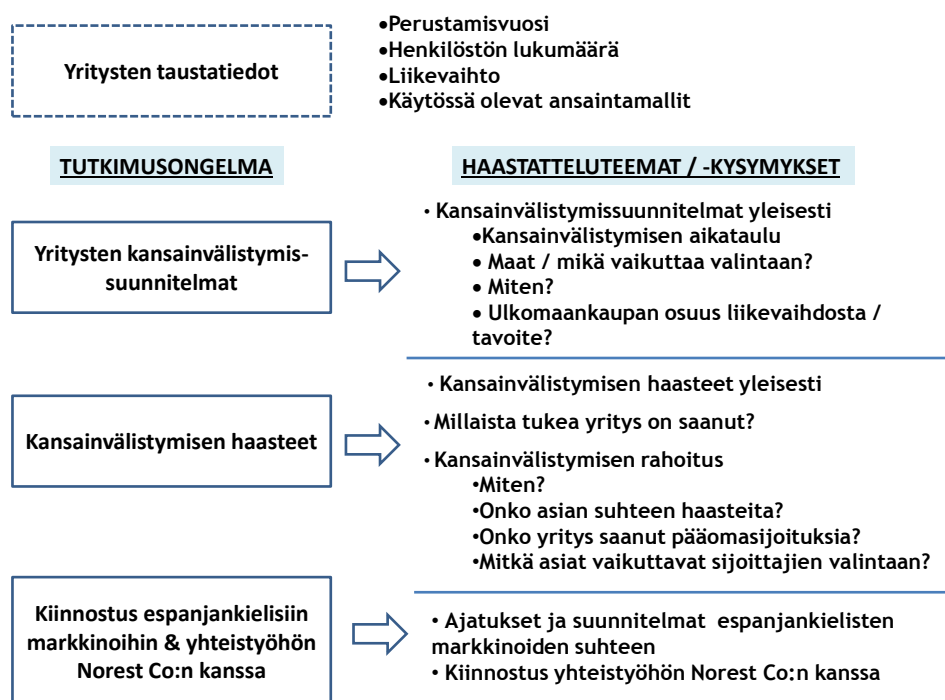 Yritysten taustatiedot
•Perustamisvuosi
•Henkilöstön lukumäärä
•Liikevaihto
•Käytössä olevat ansaintamallit
TUTKIMUSONGELMA
HAASTATTELUTEEMAT / -KYSYMYKSET
Yritysten kansainvälistymis-
suunnitelmat
• Kansainvälistymissuunnitelmat yleisesti
•Kansainvälistymisen aikataulu
• Maat / mikä vaikuttaa valintaan?
• Miten?
• Ulkomaankaupan osuus liikevaihdosta /
tavoite?
Kansainvälistymisen haasteet
• Kansainvälistymisen haasteet yleisesti
• Millaista tukea yritys on saanut?
• Kansainvälistymisen rahoitus
•Miten?
•Onko asian suhteen haasteita?
•Onko yritys saanut pääomasijoituksia?
•Mitkä asiat vaikuttavat sijoittajien valintaan?
Kiinnostus espanjankielisiin
markkinoihin & yhteistyöhön
Norest Co:n kanssa
• Ajatukset ja suunnitelmat espanjankielisten
markkinoiden suhteen
• Kiinnostus yhteistyöhön Norest Co:n kanssa